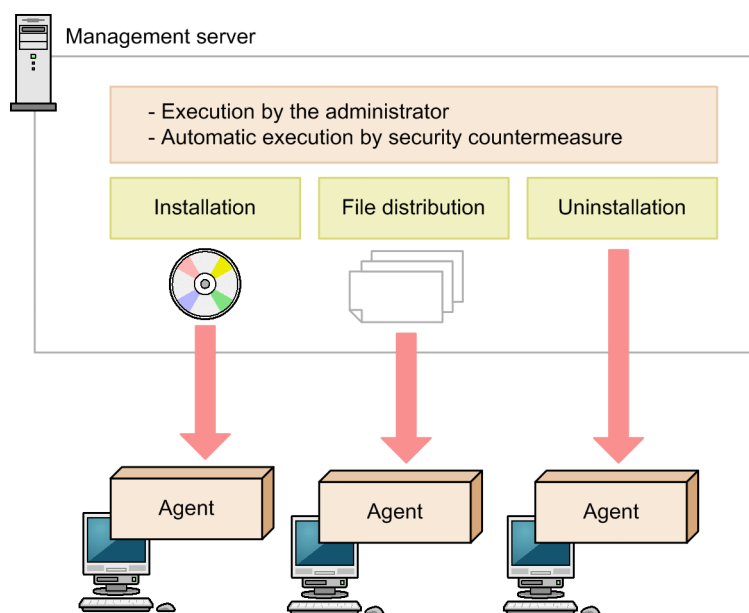 Management server
- Execution by the administrator
- Automatic execution by security countermeasure
Installation
File distribution
Uninstallation
Agent
Agent
Agent